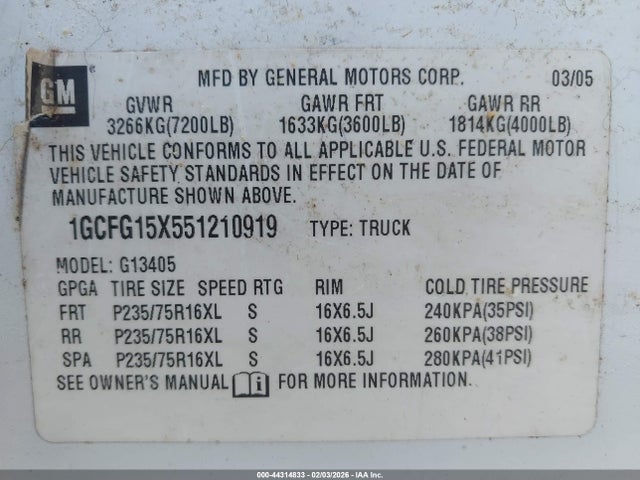 GM
MFD BY GENERAL MOTORS CORP. 03/05
GVWR GAWR FRT GAWR RR
3266KG(7200LB) 1633KG(3600LB) 1814KG(4000LB)
THIS VEHICLE CONFORMS TO ALL APPLICABLE U.S. FEDERAL MOTOR
VEHICLE SAFETY STANDARDS IN EFFECT ON THE DATE OF
MANUFACTURE SHOWN ABOVE.
1GCFG15X551210919 TYPE: TRUCK
MODEL: G13405
GPGA TIRE SIZE SPEED RTG RIM COLD TIRE PRESSURE
FRT P235/75R16XL S 16X6.5J 240KPA(35PSI)
RR P235/75R16XL S 16X6.5J 260KPA(38PSI)
SPA P235/75R16XL S 16X6.5J 280KPA(41PSI)
SEE OWNER'S MANUAL i FOR MORE INFORMATION.
000-44314833 - 02/03/2026 - IAA Inc.